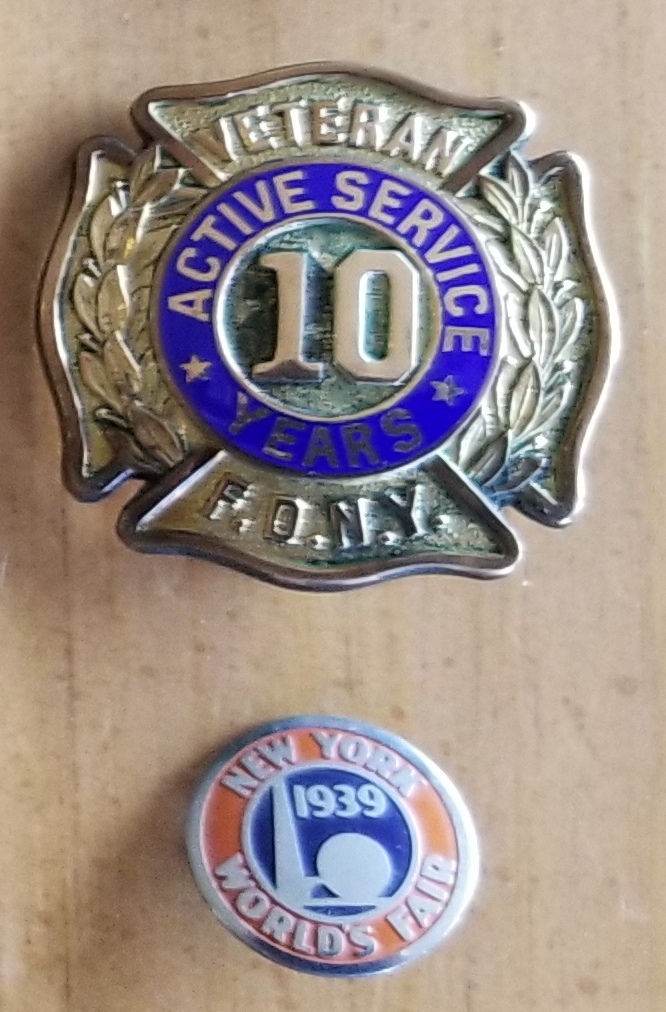 VETERAN
ACTIVE SERVICE
10
YEARS
F.D.N.Y.
NEW YORK
1939
WORLD'S FAIR